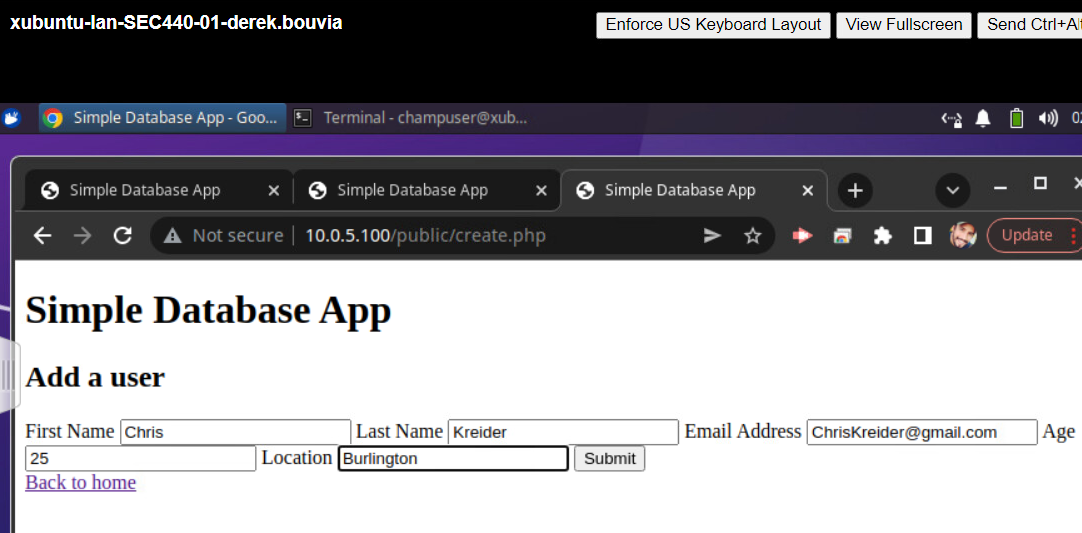 xubuntu-lan-SEC440-01-derek.bouvia
Enforce US Keyboard Layout View Fullscreen Send Ctrl+Alt
Simple Database App - Goo... Terminal - champuser@xub...
Simple Database App Simple Database App Simple Database App
Not secure 10.0.5.100/public/create.php Update
Simple Database App
Add a user
First Name Chris Last Name Kreider Email Address ChrisKreider@gmail.com Age
25 Location Burlington Submit
Back to home